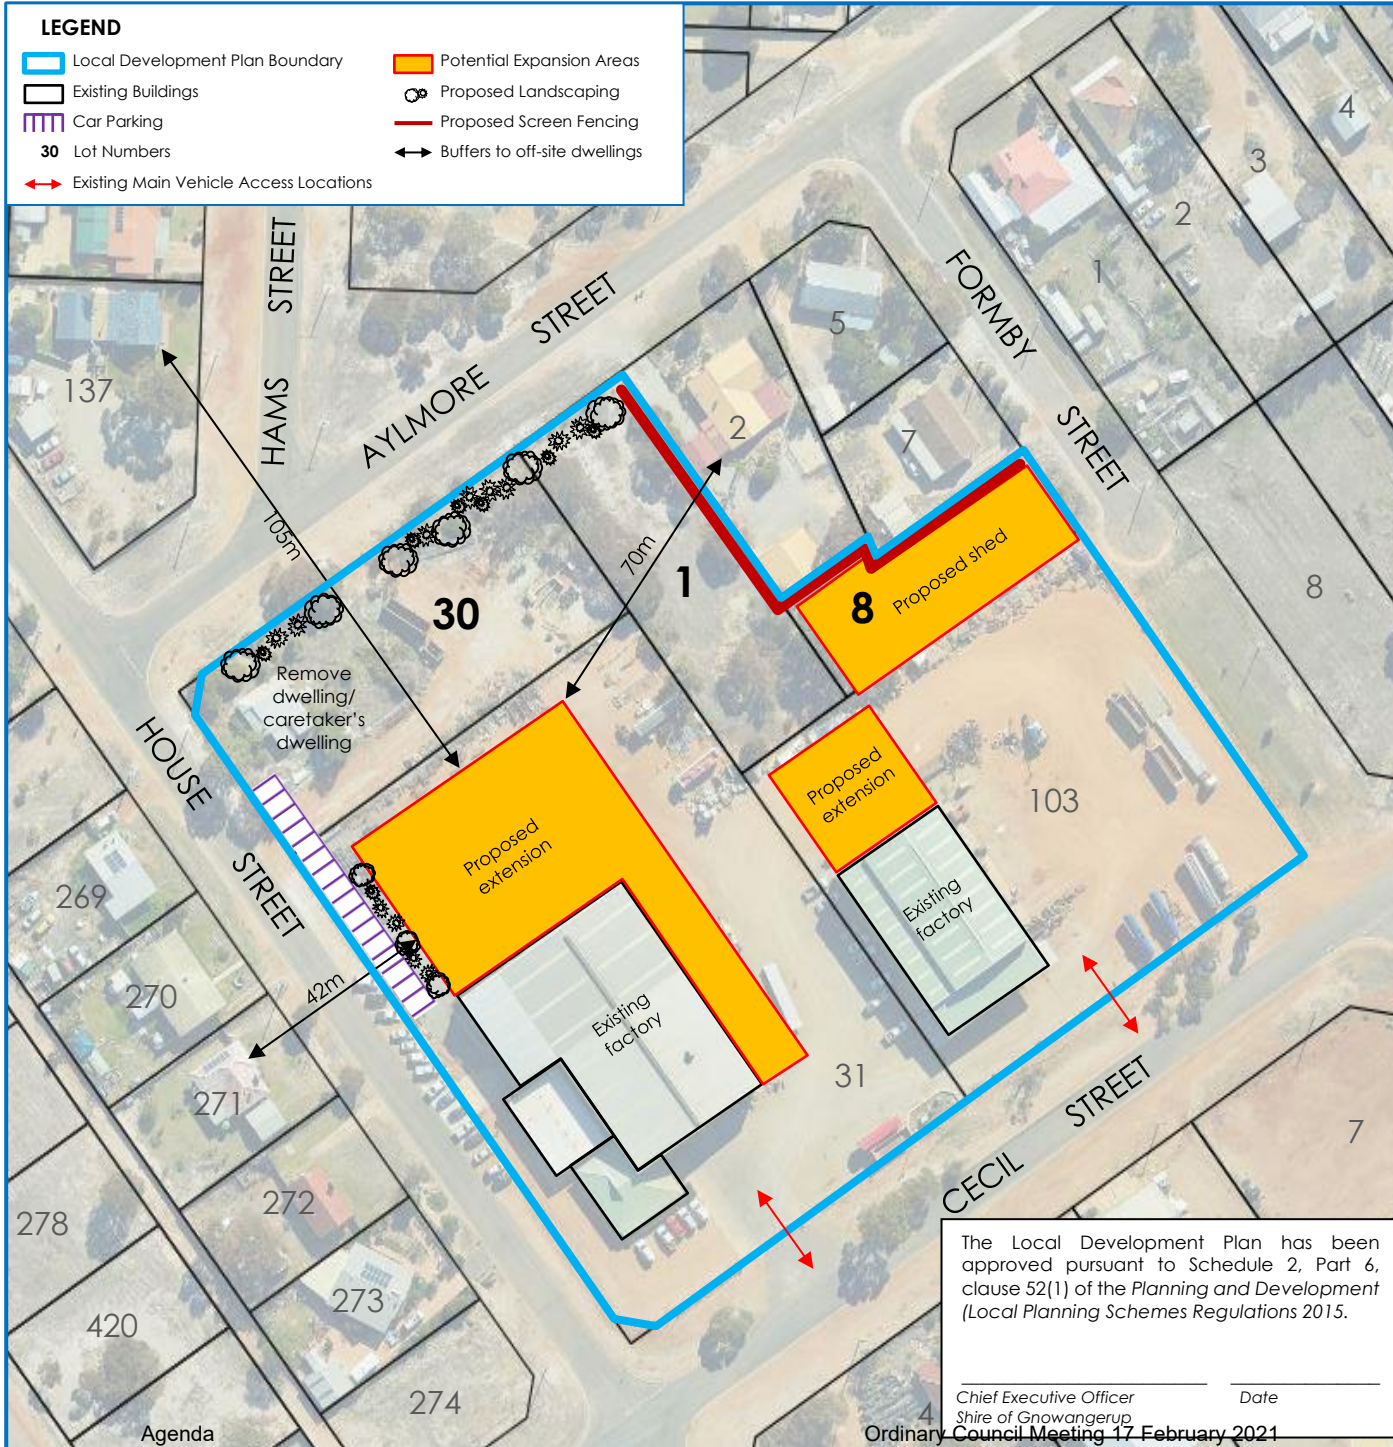 LEGEND
Local Development Plan Boundary
Existing Buildings
Car Parking
30 Lot Numbers
Existing Main Vehicle Access Locations
Potential Expansion Areas
Proposed Landscaping
Proposed Screen Fencing
Buffers to off-site dwellings
4
3
2
1
HAMS STREET
AYLMORE STREET
FORMBY STREET
137
5
2
7
105m
70m
30
1
8
Proposed shed
8
Remove
dwelling/
caretaker's
dwelling
HOUSE STREET
Proposed
extension
Proposed
extension
103
Existing
factory
269
270
42m
271
Existing
factory
31
CECIL STREET
7
272
278
273
420
274
4
The Local Development Plan has been
approved pursuant to Schedule 2, Part 6,
clause 52(1) of the Planning and Development
(Local Planning Schemes Regulations 2015.
Chief Executive Officer Date
Shire of Gnowangerup
Agenda Ordinary Council Meeting 17 February 2021